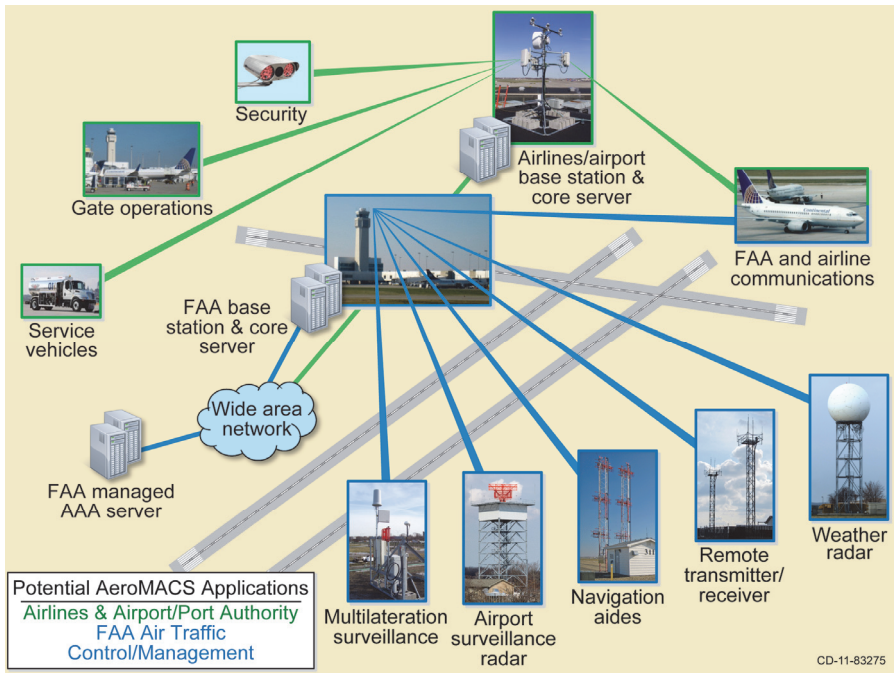 Security
Gate operations
Airlines/airport
base station &
core server
FAA and airline
communications
Continental
Service
vehicles
FAA base
station & core
server
Wide area
network
FAA managed
AAA server
Multilateration
surveillance
Airport
surveillance
radar
311
Navigation
aides
Remote
transmitter/
receiver
Weather
radar
Potential AeroMACS Applications
Airlines & Airport/Port Authority
FAA Air Traffic
Control/Management
CD-11-83275